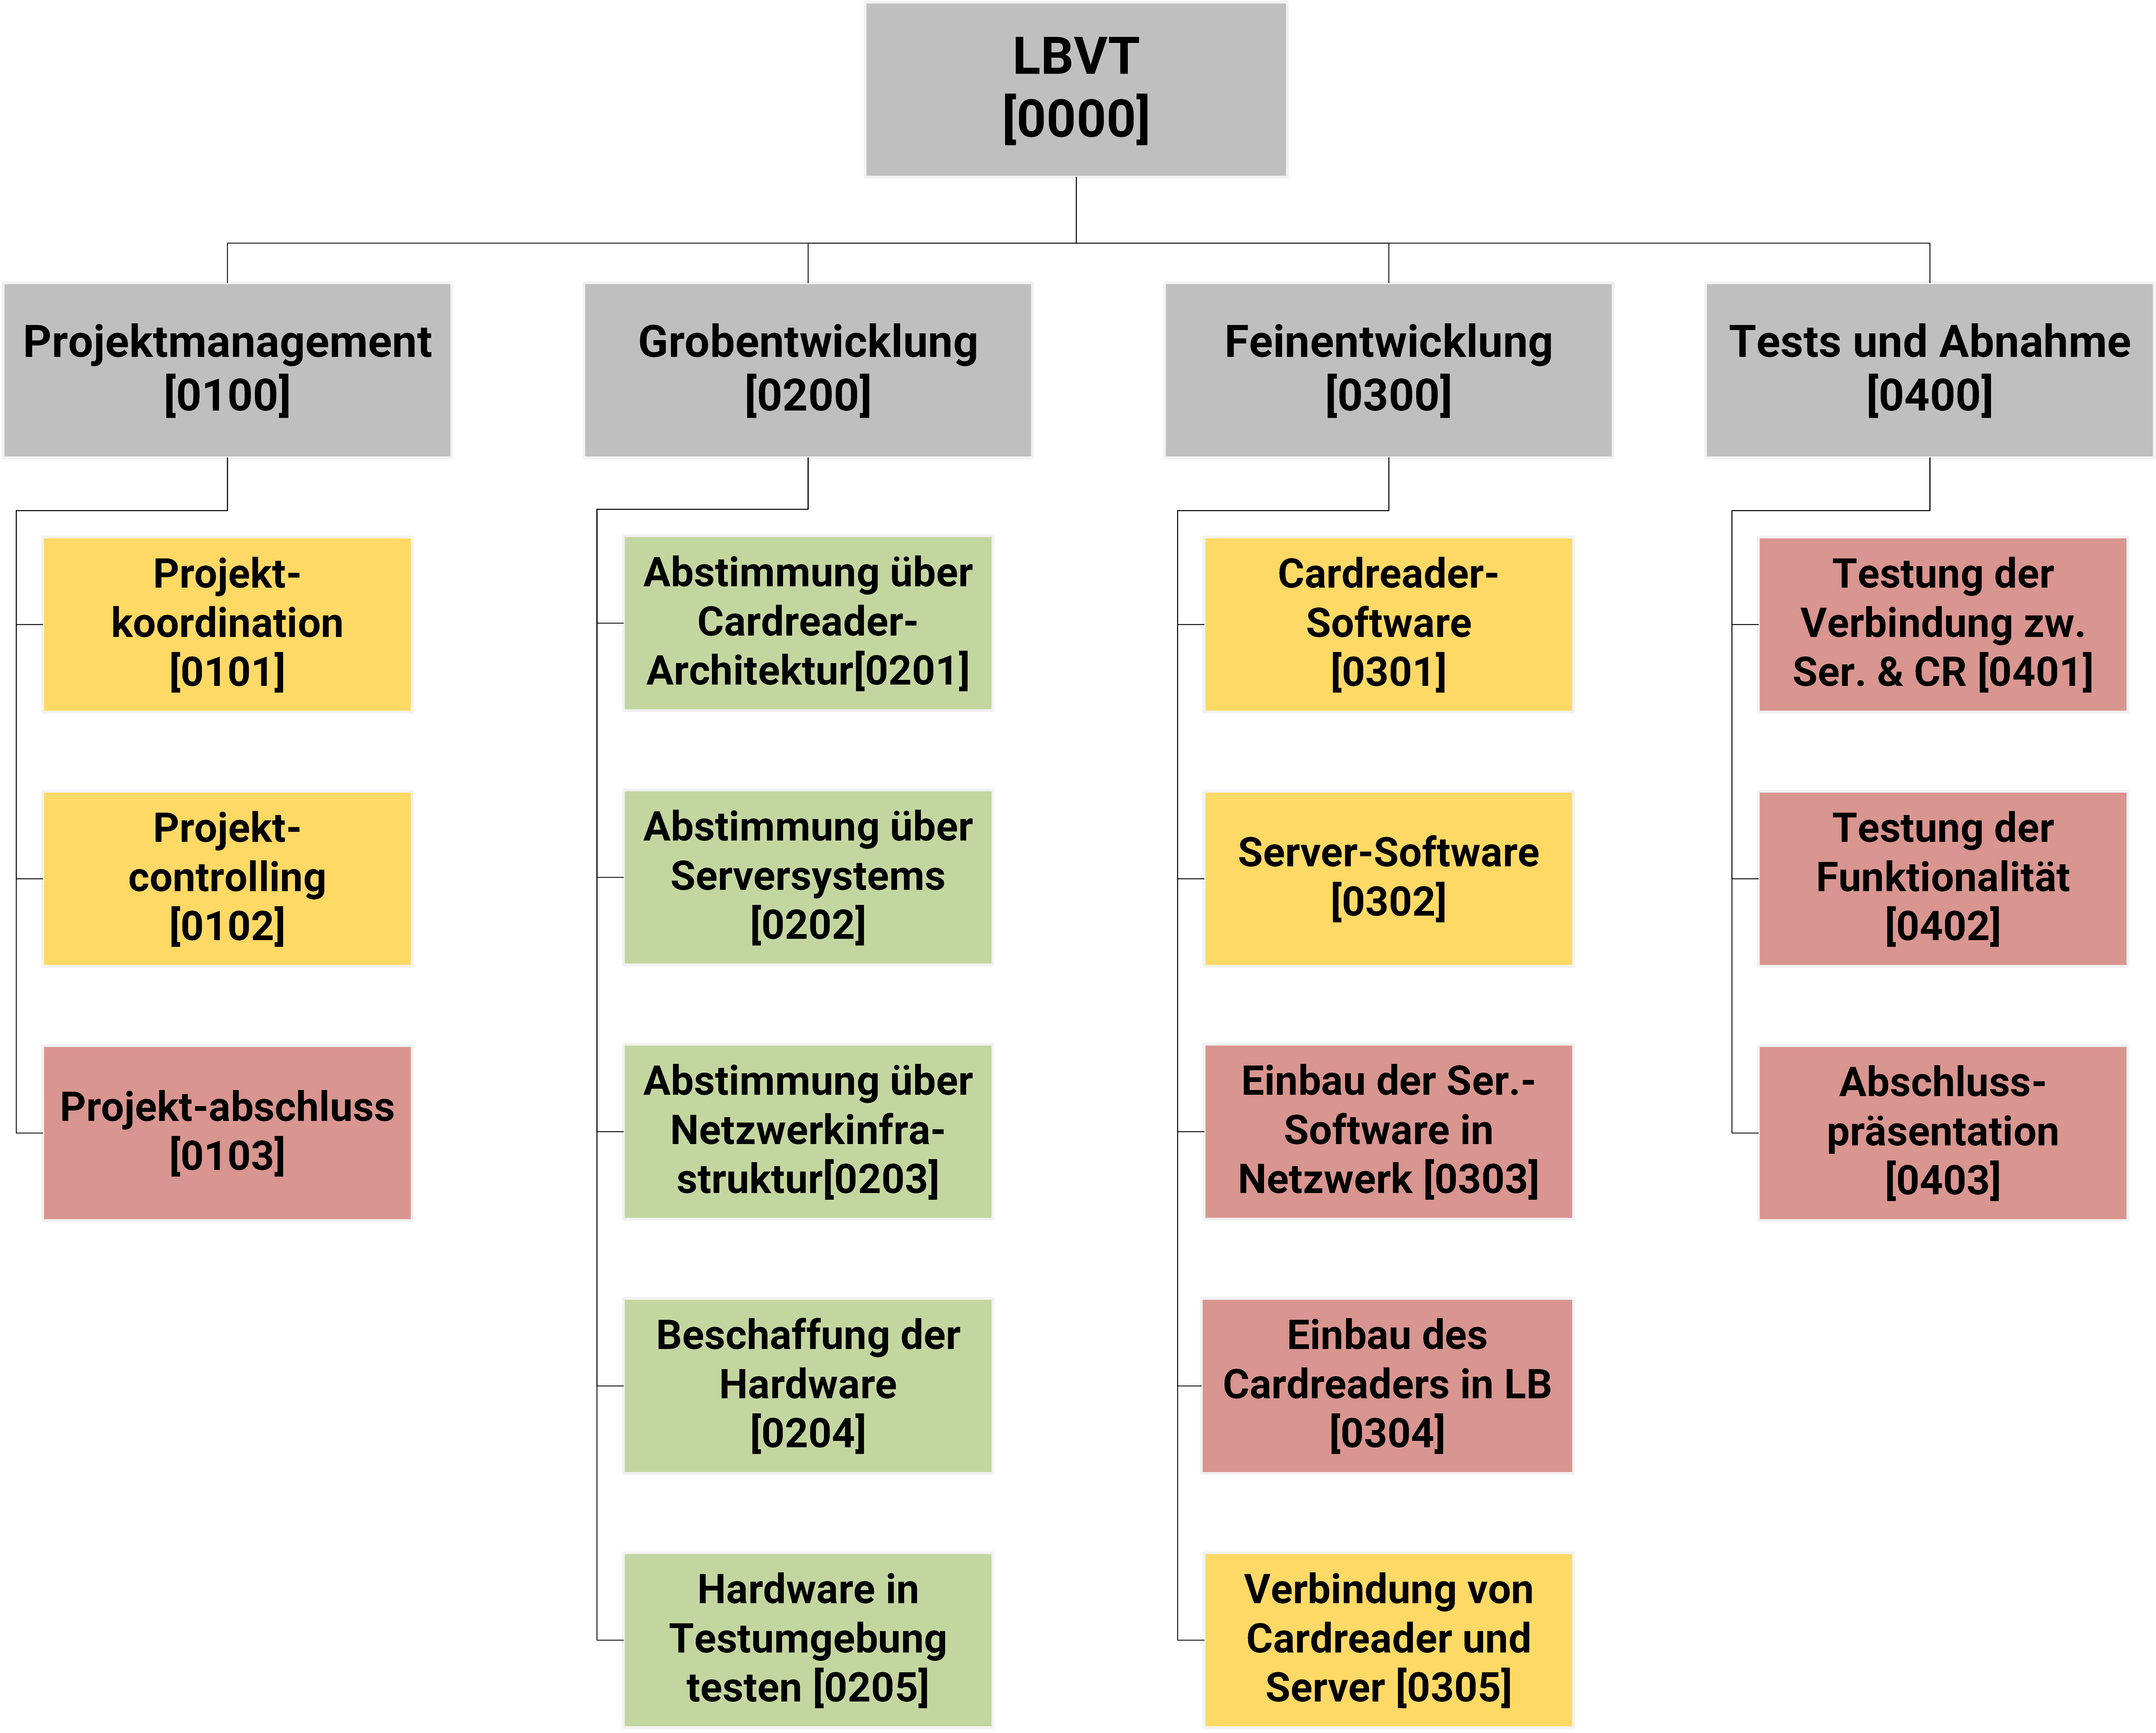 LBVT
[0000]
Projektmanagement
[0100]
Grobentwicklung
[0200]
Feinentwicklung
[0300]
Tests und Abnahme
[0400]
Projekt-
koordination
[0101]
Projekt-
controlling
[0102]
Projekt-abschluss
[0103]
Abstimmung über
Cardreader-
Architektur[0201]
Abstimmung über
Serversystems
[0202]
Abstimmung über
Netzwerkinfra-
struktur[0203]
Beschaffung der
Hardware
[0204]
Hardware in
Testumgebung
testen [0205]
Cardreader-
Software
[0301]
Server-Software
[0302]
Einbau der Ser.-
Software in
Netzwerk [0303]
Einbau des
Cardreaders in LB
[0304]
Verbindung von
Cardreader und
Server [0305]
Testung der
Verbindung zw.
Ser. & CR [0401]
Testung der
Funktionalität
[0402]
Abschluss-
präsentation
[0403]